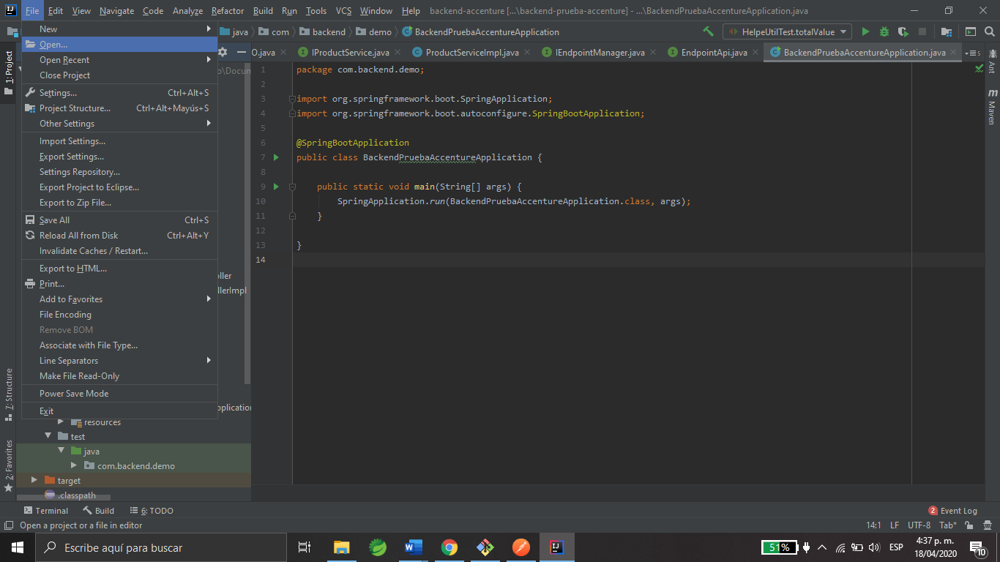 File Edit View Navigate Code Analyze Refactor Build Run Tools VCS Window Help backend-accenture [...\backend-prueba-accenture] - ...\BackendPruebaAccentureApplication.java
java com backend demo BackendPruebaAccentureApplication HelpeUtilTest.totalValue
O.java IProductService.java ProductServiceImpl.java IEndpointManager.java EndpointApi.java BackendPruebaAccentureApplication.java
1: Project
New
Open...
Open Recent
Close Project
Settings... Ctrl+Alt+S
Project Structure... Ctrl+Alt+Mayús+S
Other Settings
Import Settings...
Export Settings...
Settings Repository...
Export Project to Eclipse...
Export to Zip File...
Save All Ctrl+S
Reload All from Disk Ctrl+Alt+Y
Invalidate Caches / Restart...
Export to HTML...
Print...
Add to Favorites
File Encoding
Remove BOM
Associate with File Type...
Line Separators
Make File Read-Only
Power Save Mode
Exit
o\Docum
oller
llerImpl
pplication
resources
test
java
com.backend.demo
target
.classpath
7: Structure
2: Favorites
1 package com.backend.demo;
2
3 import org.springframework.boot.SpringApplication;
4 import org.springframework.boot.autoconfigure.SpringBootApplication;
5
6 @SpringBootApplication
7 public class BackendPruebaAccentureApplication {
8
9 public static void main(String[] args) {
10 SpringApplication.run(BackendPruebaAccentureApplication.class, args);
11 }
12
13 }
14
Ant
Maven
Terminal Build 6: TODO 2 Event Log
Open a project or a file in editor 14:1 LF UTF-8 Tab*
Escribe aquí para buscar 51% ESP 4:37 p. m.
18/04/2020 10